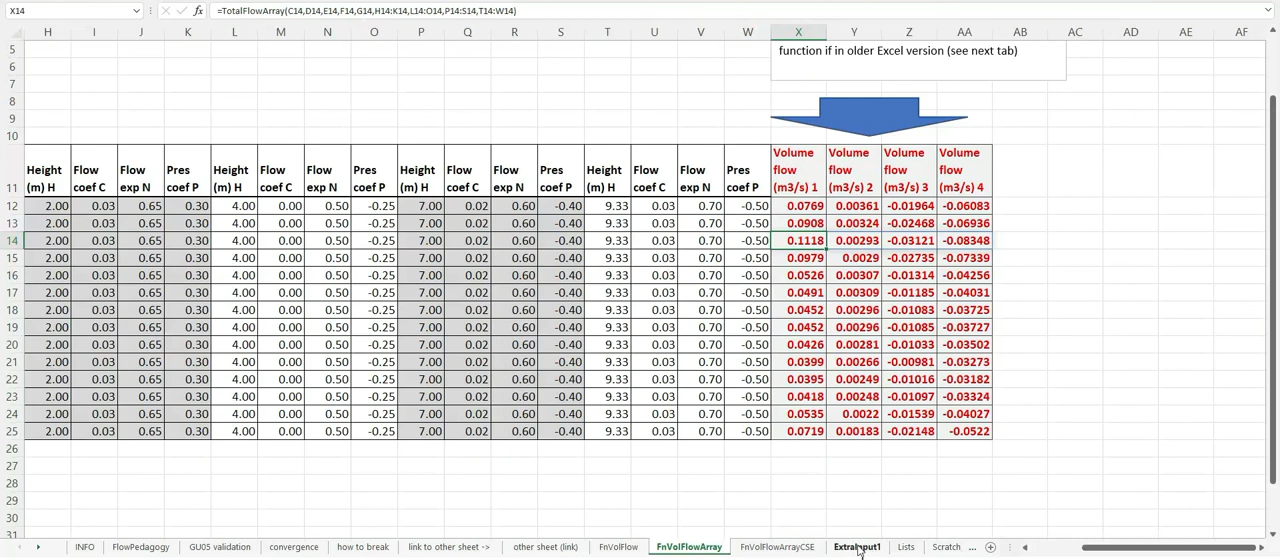 X14 fx =TotalFlowArray(C14,D14,E14,F14,G14,H14:K14,L14:O14,P14:S14,T14:W14)
H I J K L M N O P Q R S T U V W X Y Z AA AB AC AD AE AF
5 function if in older Excel version (see next tab)
6
7
8
9
10
Height Flow Flow Pres Height Flow Flow Pres Height Flow Flow Pres Height Flow Flow Pres Volume Volume Volume Volume
flow flow flow flow
11 (m) H coef C exp N coef P (m) H coef C exp N coef P (m) H coef C exp N coef P (m) H coef C exp N coef P (m3/s) 1 (m3/s) 2 (m3/s) 3 (m3/s) 4
12 2.00 0.03 0.65 0.30 4.00 0.00 0.50 -0.25 7.00 0.02 0.60 -0.40 9.33 0.03 0.70 -0.50 0.0769 0.00361 -0.01964 -0.06083
13 2.00 0.03 0.65 0.30 4.00 0.00 0.50 -0.25 7.00 0.02 0.60 -0.40 9.33 0.03 0.70 -0.50 0.0908 0.00324 -0.02468 -0.06936
14 2.00 0.03 0.65 0.30 4.00 0.00 0.50 -0.25 7.00 0.02 0.60 -0.40 9.33 0.03 0.70 -0.50 0.1118 0.00293 -0.03121 -0.08348
15 2.00 0.03 0.65 0.30 4.00 0.00 0.50 -0.25 7.00 0.02 0.60 -0.40 9.33 0.03 0.70 -0.50 0.0979 0.0029 -0.02735 -0.07339
16 2.00 0.03 0.65 0.30 4.00 0.00 0.50 -0.25 7.00 0.02 0.60 -0.40 9.33 0.03 0.70 -0.50 0.0526 0.00307 -0.01314 -0.04256
17 2.00 0.03 0.65 0.30 4.00 0.00 0.50 -0.25 7.00 0.02 0.60 -0.40 9.33 0.03 0.70 -0.50 0.0491 0.00309 -0.01185 -0.04031
18 2.00 0.03 0.65 0.30 4.00 0.00 0.50 -0.25 7.00 0.02 0.60 -0.40 9.33 0.03 0.70 -0.50 0.0452 0.00296 -0.01083 -0.03725
19 2.00 0.03 0.65 0.30 4.00 0.00 0.50 -0.25 7.00 0.02 0.60 -0.40 9.33 0.03 0.70 -0.50 0.0452 0.00296 -0.01085 -0.03727
20 2.00 0.03 0.65 0.30 4.00 0.00 0.50 -0.25 7.00 0.02 0.60 -0.40 9.33 0.03 0.70 -0.50 0.0426 0.00281 -0.01033 -0.03502
21 2.00 0.03 0.65 0.30 4.00 0.00 0.50 -0.25 7.00 0.02 0.60 -0.40 9.33 0.03 0.70 -0.50 0.0399 0.00266 -0.00981 -0.03273
22 2.00 0.03 0.65 0.30 4.00 0.00 0.50 -0.25 7.00 0.02 0.60 -0.40 9.33 0.03 0.70 -0.50 0.0395 0.00249 -0.01016 -0.03182
23 2.00 0.03 0.65 0.30 4.00 0.00 0.50 -0.25 7.00 0.02 0.60 -0.40 9.33 0.03 0.70 -0.50 0.0418 0.00248 -0.01097 -0.03324
24 2.00 0.03 0.65 0.30 4.00 0.00 0.50 -0.25 7.00 0.02 0.60 -0.40 9.33 0.03 0.70 -0.50 0.0535 0.0022 -0.01539 -0.04027
25 2.00 0.03 0.65 0.30 4.00 0.00 0.50 -0.25 7.00 0.02 0.60 -0.40 9.33 0.03 0.70 -0.50 0.0719 0.00183 -0.02148 -0.0522
26
27
28
29
30
31
INFO FlowPedagogy GU05 validation convergence how to break link to other sheet -> other sheet (link) FnVolFlow FnVolFlowArray FnVolFlowArrayCSE ExtraInput1 Lists Scratch ...